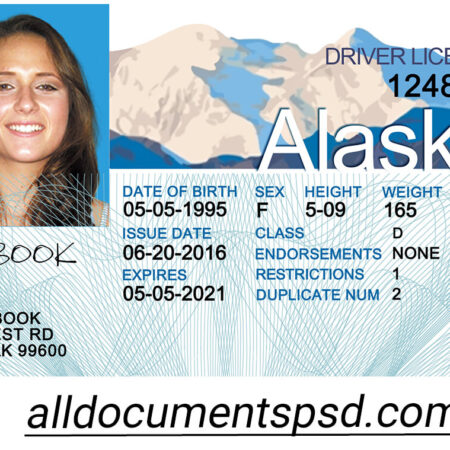 DRIVER LICE
1248
Alask
DATE OF BIRTH SEX HEIGHT WEIGHT
05-05-1995 F 5-09 165
ISSUE DATE CLASS D
06-20-2016 ENDORSEMENTS NONE
EXPIRES RESTRICTIONS 1
05-05-2021 DUPLICATE NUM 2
BOOK
BOOK
EST RD
AK 99600
alldocumentspsd.com